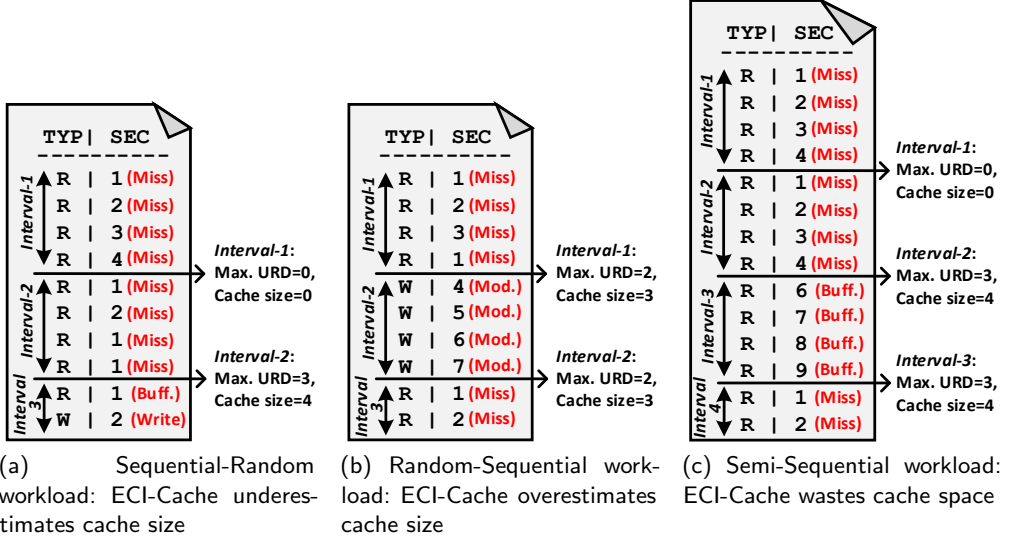 TYP| SEC
Interval-1
R | 1 (Miss)
R | 2 (Miss)
R | 3 (Miss)
R | 4 (Miss)
Interval-1:
Max. URD=0,
Cache size=0
Interval-2
R | 1 (Miss)
R | 2 (Miss)
R | 1 (Miss)
R | 1 (Miss)
Interval-2:
Max. URD=3,
Cache size=4
Interval
3
R | 1 (Buff.)
W | 2 (Write)
(a) Sequential-Random
workload: ECI-Cache underes-
timates cache size
TYP| SEC
Interval-1
R | 1 (Miss)
R | 2 (Miss)
R | 3 (Miss)
R | 1 (Miss)
Interval-1:
Max. URD=2,
Cache size=3
Interval-2
W | 4 (Mod.)
W | 5 (Mod.)
W | 6 (Mod.)
W | 7 (Mod.)
Interval-2:
Max. URD=2,
Cache size=3
Interval
3
R | 1 (Miss)
R | 2 (Miss)
(b) Random-Sequential work-
load: ECI-Cache overestimates
cache size
TYP| SEC
Interval-1
R | 1 (Miss)
R | 2 (Miss)
R | 3 (Miss)
R | 4 (Miss)
Interval-1:
Max. URD=0,
Cache size=0
Interval-2
R | 1 (Miss)
R | 2 (Miss)
R | 3 (Miss)
R | 4 (Miss)
Interval-2:
Max. URD=3,
Cache size=4
Interval-3
R | 6 (Buff.)
R | 7 (Buff.)
R | 8 (Buff.)
R | 9 (Buff.)
Interval-3:
Max. URD=3,
Cache size=4
Interval
4
R | 1 (Miss)
R | 2 (Miss)
(c) Semi-Sequential workload:
ECI-Cache wastes cache space